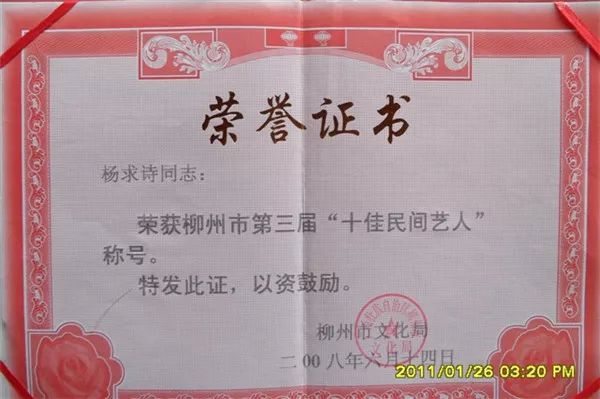 荣誉证书
杨求诗同志：
荣获柳州市第三届“十佳民间艺人”
称号。
特发此证，以资鼓励。
柳州市文化局
二00八年六月十四日
2011/01/26 03:20 PM